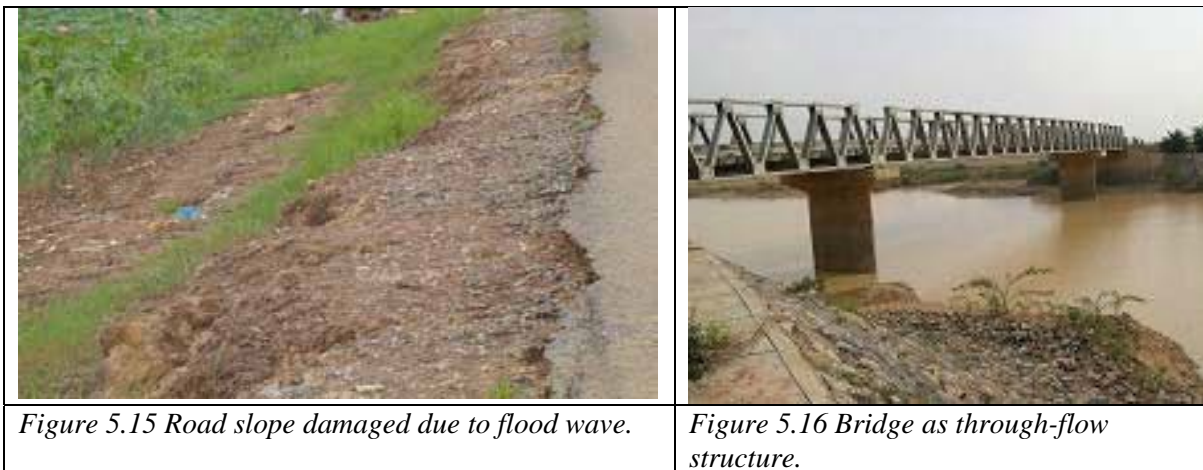 Figure 5.15 Road slope damaged due to flood wave.
Figure 5.16 Bridge as through-flow
structure.